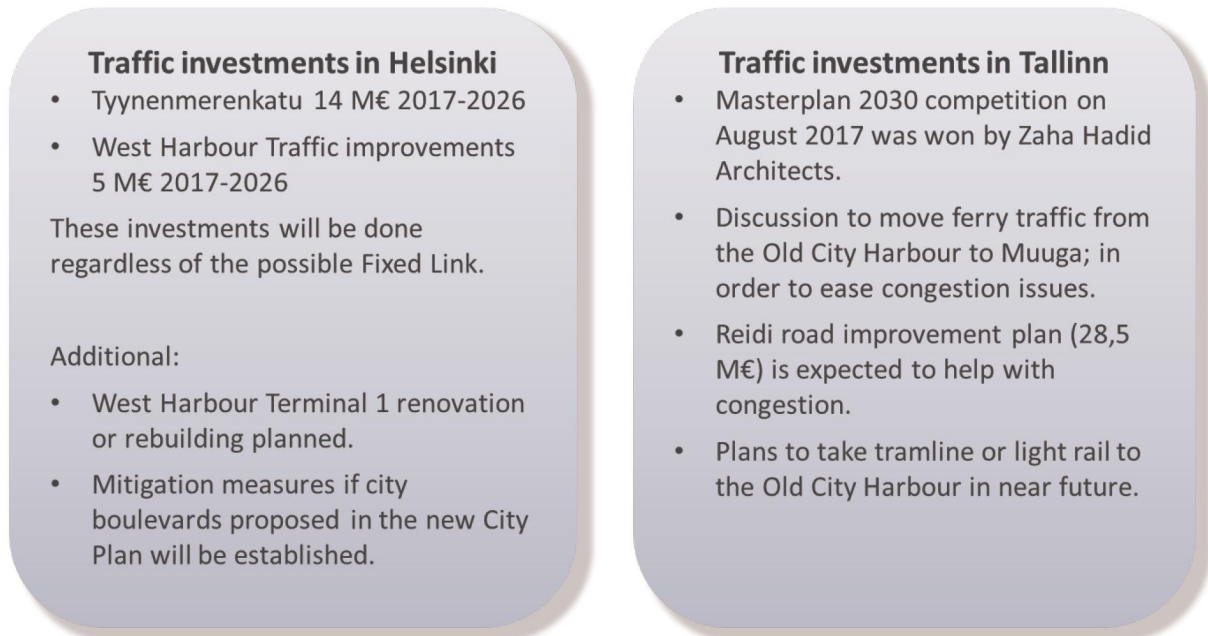 Traffic investments in Helsinki
• Tyynenmerenkatu 14 M€ 2017-2026
• West Harbour Traffic improvements
5 M€ 2017-2026
These investments will be done
regardless of the possible Fixed Link.
Additional:
• West Harbour Terminal 1 renovation
or rebuilding planned.
• Mitigation measures if city
boulevards proposed in the new City
Plan will be established.
Traffic investments in Tallinn
• Masterplan 2030 competition on
August 2017 was won by Zaha Hadid
Architects.
• Discussion to move ferry traffic from
the Old City Harbour to Muuga; in
order to ease congestion issues.
• Reidi road improvement plan (28,5
M€) is expected to help with
congestion.
• Plans to take tramline or light rail to
the Old City Harbour in near future.